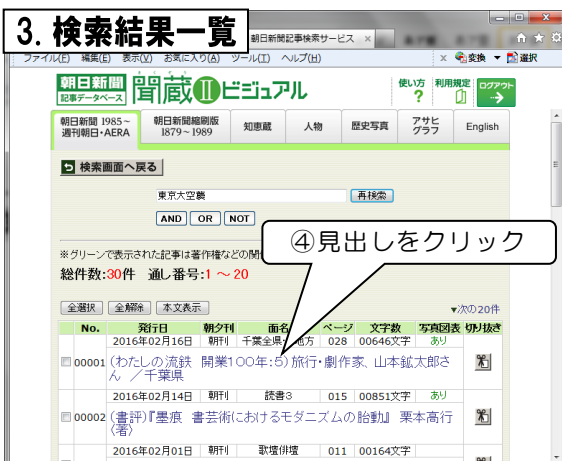 3. 検索結果一覧
朝日新聞記事検索サービス ×
ファイル(F) 編集(E) 表示(V) お気に入り(A) ツール(T) ヘルプ(H)
× 変換 ▼ 選択
朝日新聞
記事データベース
聞蔵Ⅱビジュアル
使い方 ?
利用規定
ログアウト
朝日新聞 1985～
週刊朝日・AERA
朝日新聞縮刷版
1879～1989
知恵蔵
人物
歴史写真
アサヒ
グラフ
English
検索画面へ戻る
東京大空襲 再検索
AND OR NOT
④見出しをクリック
※グリーンで表示された記事は著作権などの関
総件数:30件 通し番号:1 ～ 20
全選択 全解除 本文表示 ▼次の20件
No. 発行日 朝夕刊 面名 ページ 文字数 写真図表 切り抜き
2016年02月16日 朝刊 千葉全県・地方 028 00646文字 あり
00001 (わたしの流鉄 開業100年:5)旅行・劇作家、山本鉱太郎さ
ん /千葉県
2016年02月14日 朝刊 読書3 015 00851文字 あり
00002 (書評)『墨痕 書芸術におけるモダニズムの胎動』 栗本高行
(著)
2016年02月01日 朝刊 歌壇俳壇 011 00164文字